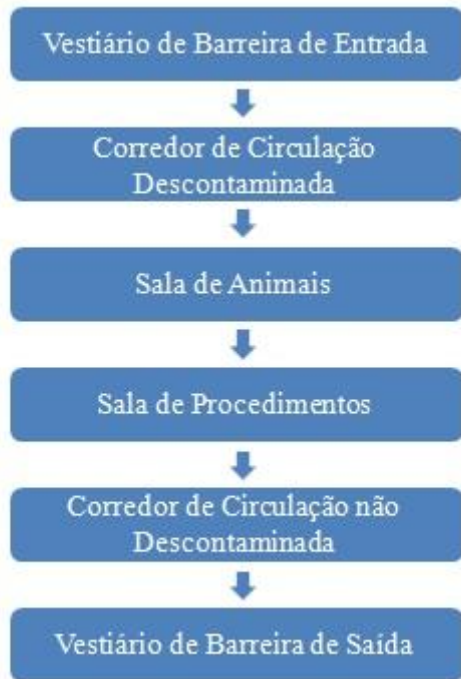 Vestiário de Barreira de Entrada
Corredor de Circulação
Descontaminada
Sala de Animais
Sala de Procedimentos
Corredor de Circulação não
Descontaminada
Vestiário de Barreira de Saída